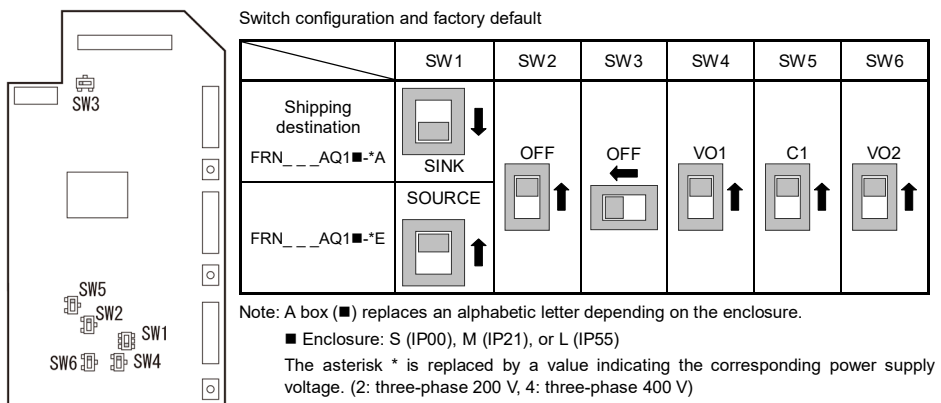 Switch configuration and factory default
SW1 SW2 SW3 SW4 SW5 SW6
Shipping
destination
FRN_ _ _AQ1■-*A
SINK
OFF
OFF
VO1
C1
VO2
SOURCE
FRN_ _ _AQ1■-*E
SW3
SW5
SW2
SW1
SW6
SW4
Note: A box (■) replaces an alphabetic letter depending on the enclosure.
■ Enclosure: S (IP00), M (IP21), or L (IP55)
The asterisk * is replaced by a value indicating the corresponding power supply
voltage. (2: three-phase 200 V, 4: three-phase 400 V)